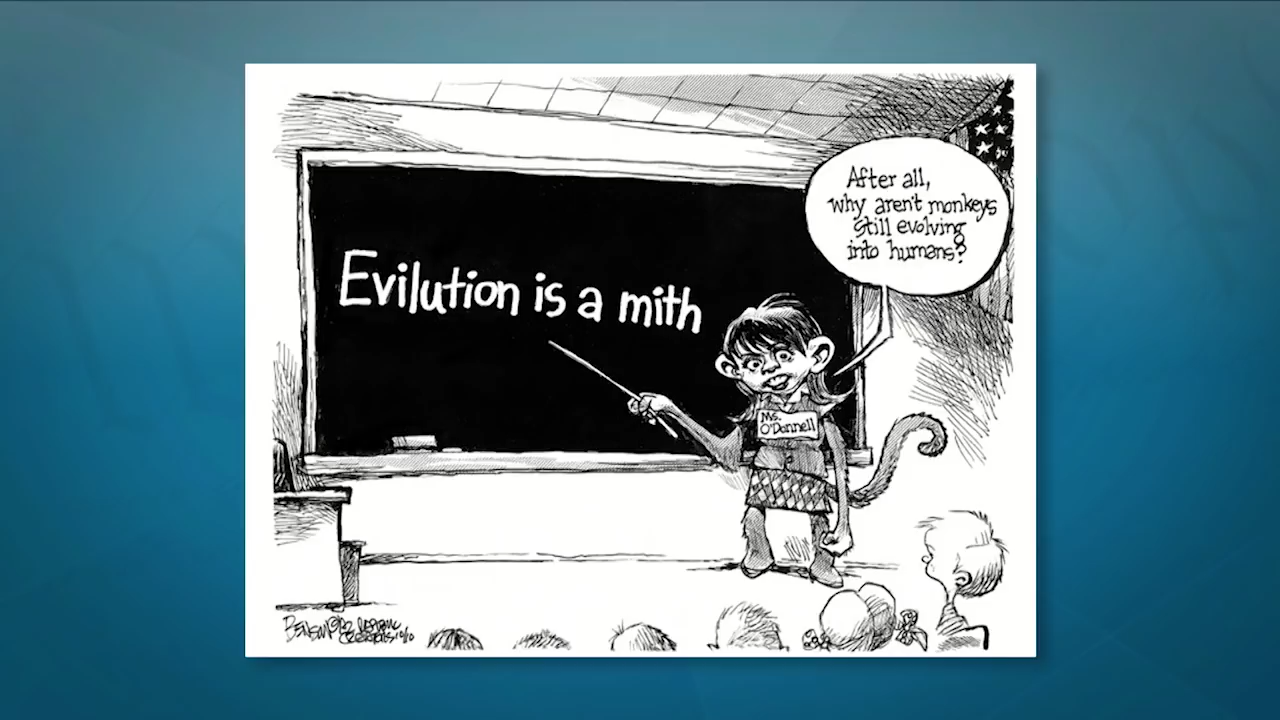 After all,
why aren't monkeys
still evolving
into humans?
Evilution is a mith
Ms.
O'Donnell